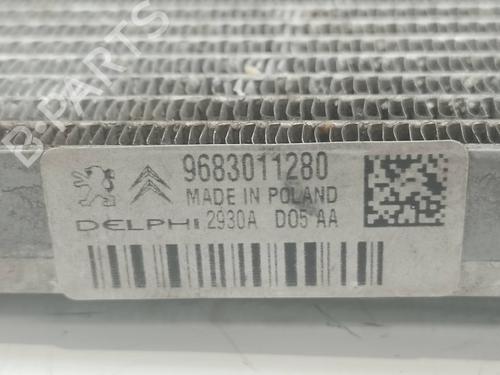 B-PARTS
9683011280
MADE IN POLAND
DELPHI 2930A D05 AA